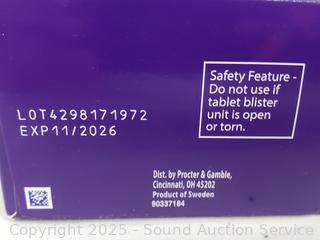 LOT4298171972
EXP11/2026
Safety Feature -
Do not use if
tablet blister
unit is open
or torn.
Dist. by Procter & Gamble,
Cincinnati, OH 45202
Product of Sweden
90337184
Copyright 2025 - Sound Auction Service